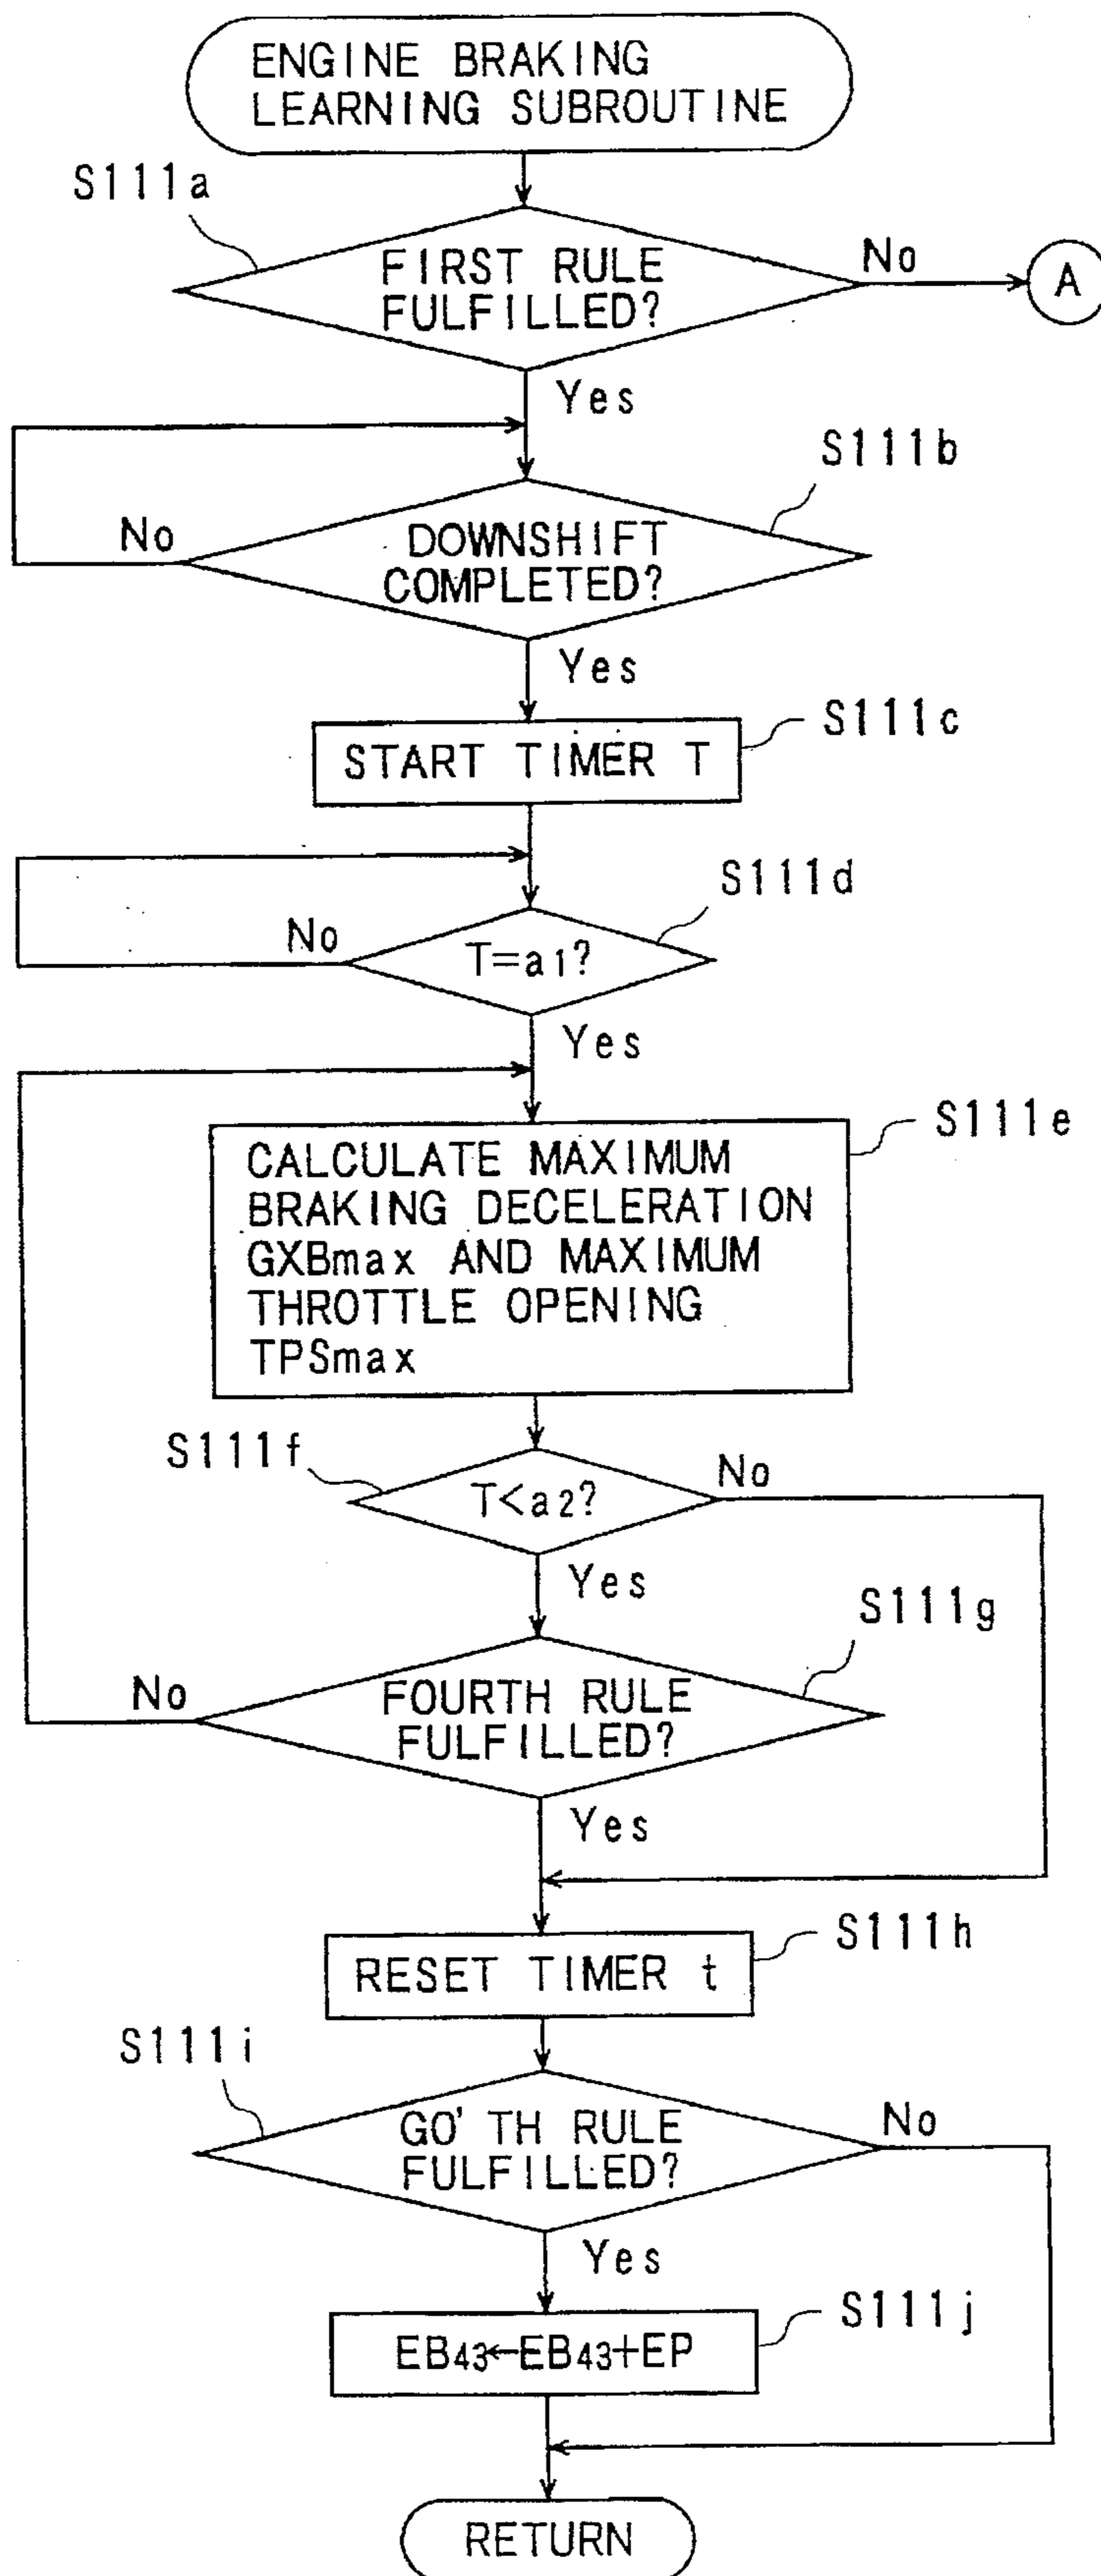 ENGINE BRAKING
LEARNING SUBROUTINE
S111a
FIRST RULE
FULFILLED?
No
A
Yes
S111b
No
DOWNSHIFT
COMPLETED?
Yes
S111c
START TIMER T
S111d
No
T=a1?
Yes
S111e
CALCULATE MAXIMUM
BRAKING DECELERATION
GXBmax AND MAXIMUM
THROTTLE OPENING
TPSmax
S111f
T<a2?
No
Yes
S111g
No
FOURTH RULE
FULFILLED?
Yes
S111h
RESET TIMER t
S111i
GO' TH RULE
FULFILLED?
No
Yes
S111j
EB43←EB43+EP
RETURN